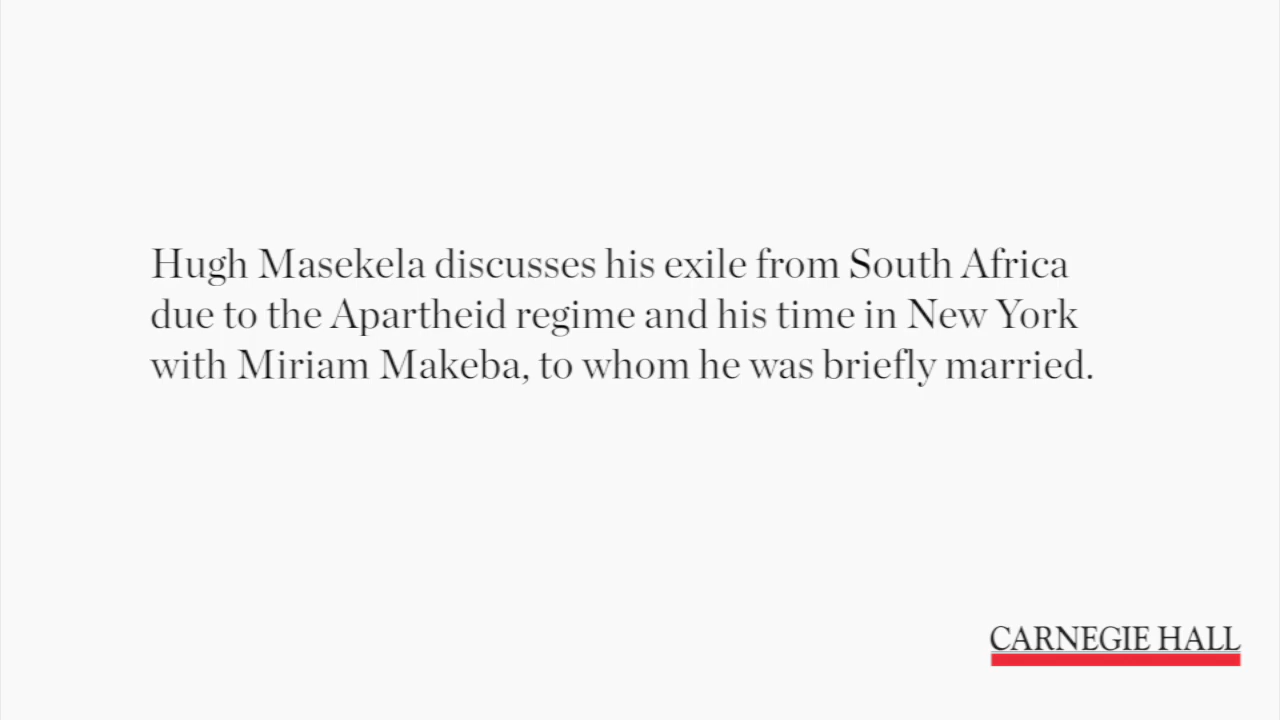 Hugh Masekela discusses his exile from South Africa
due to the Apartheid regime and his time in New York
with Miriam Makeba, to whom he was briefly married.
CARNEGIE HALL